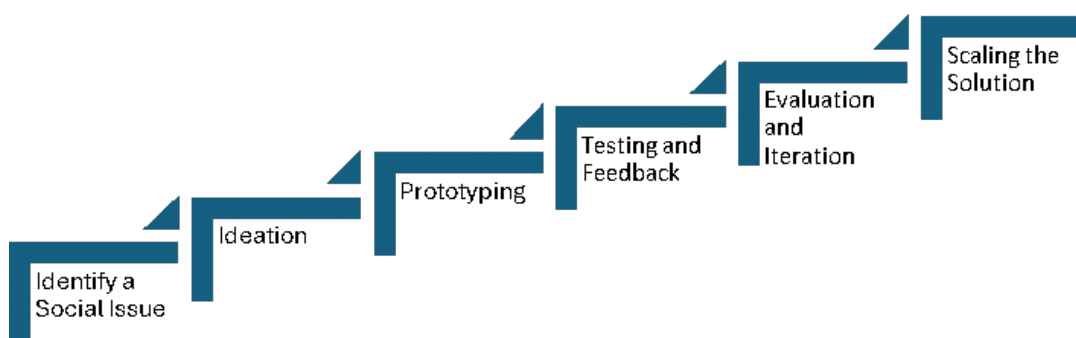 Identify a
Social Issue
Ideation
Prototyping
Testing and
Feedback
Evaluation
and
Iteration
Scaling the
Solution